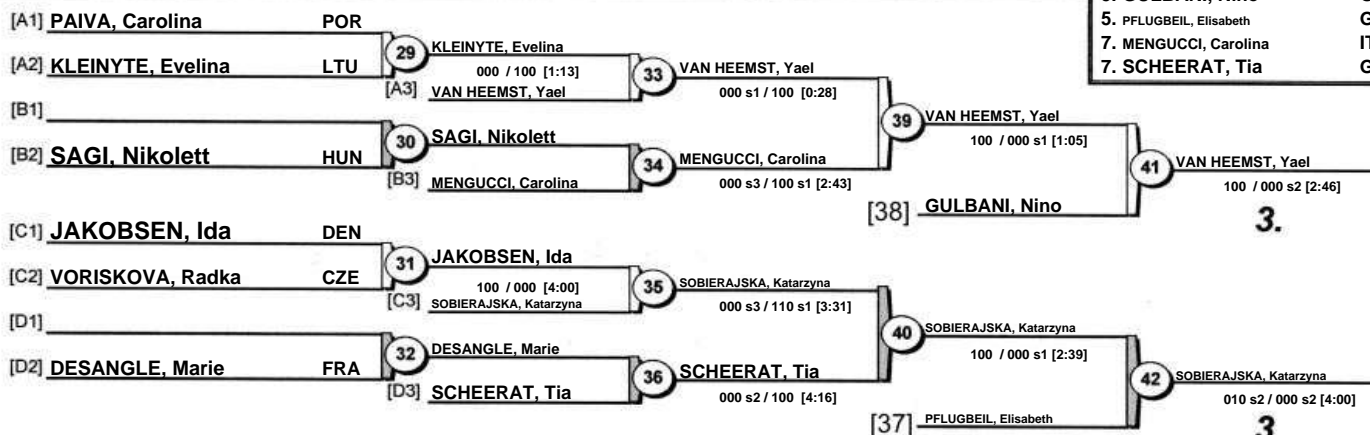 [A1] PAIVA, Carolina POR
[A2] KLEINYTE, Evelina LTU
29
KLEINYTE, Evelina
000 / 100 [1:13]
[A3] VAN HEEMST, Yael
33
VAN HEEMST, Yael
000 s1 / 100 [0:28]
[B1]
[B2] SAGI, Nikolett HUN
30
SAGI, Nikolett
[B3] MENGUCCI, Carolina
34
MENGUCCI, Carolina
000 s3 / 100 s1 [2:43]
39
VAN HEEMST, Yael
100 / 000 s1 [1:05]
[38] GULBANI, Nino
41
VAN HEEMST, Yael
100 / 000 s2 [2:46]
3.
[C1] JAKOBSEN, Ida DEN
[C2] VORISKOVA, Radka CZE
31
JAKOBSEN, Ida
100 / 000 [4:00]
[C3] SOBIERAJSKA, Katarzyna
35
SOBIERAJSKA, Katarzyna
000 s3 / 110 s1 [3:31]
[D1]
[D2] DESANGLE, Marie FRA
32
DESANGLE, Marie
[D3] SCHEERAT, Tia
36
SCHEERAT, Tia
000 s2 / 100 [4:16]
40
SOBIERAJSKA, Katarzyna
100 / 000 s1 [2:39]
[37] PFLUGBEIL, Elisabeth
42
SOBIERAJSKA, Katarzyna
010 s2 / 000 s2 [4:00]
3
5. PFLUGBEIL, Elisabeth G
7. MENGUCCI, Carolina IT
7. SCHEERAT, Tia G